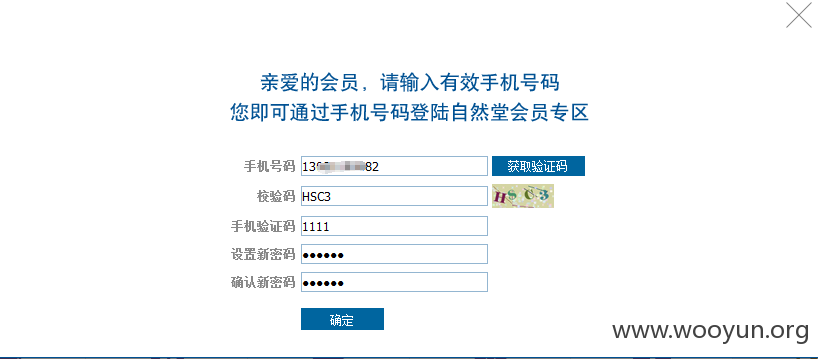 亲爱的会员，请输入有效手机号码
您即可通过手机号码登陆自然堂会员专区
手机号码 139 82 获取验证码
校验码 HSC3 HSC3
手机验证码 1111
设置新密码 ●●●●●●
确认新密码 ●●●●●●
确定
www.wooyun.org